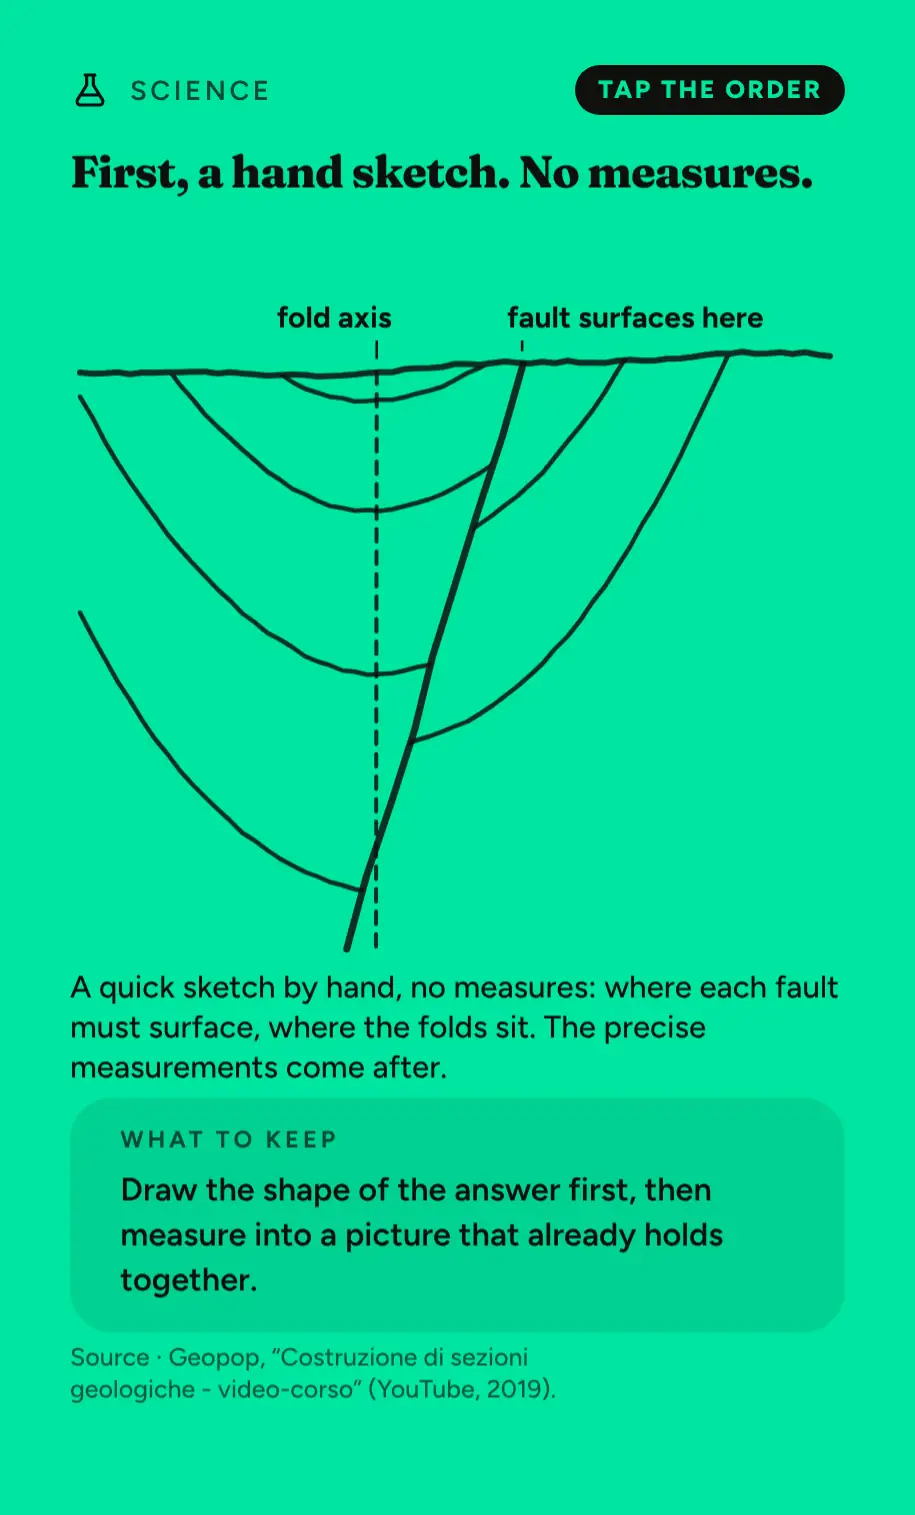 SCIENCE
TAP THE ORDER
First, a hand sketch. No measures.
fold axis
fault surfaces here
A quick sketch by hand, no measures: where each fault
must surface, where the folds sit. The precise
measurements come after.
WHAT TO KEEP
Draw the shape of the answer first, then
measure into a picture that already holds
together.
Source · Geopop, “Costruzione di sezioni
geologiche - video-corso” (YouTube, 2019).